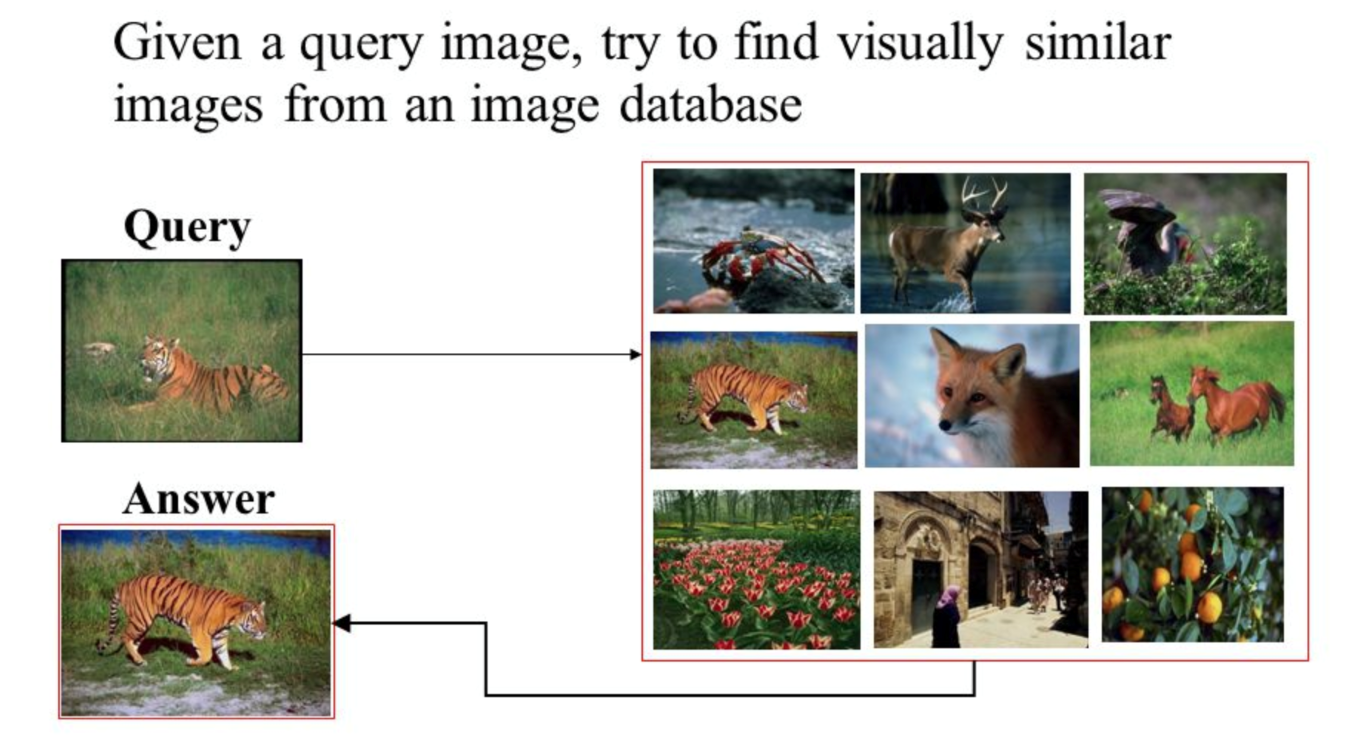 Given a query image, try to find visually similar
images from an image database
Query
Answer